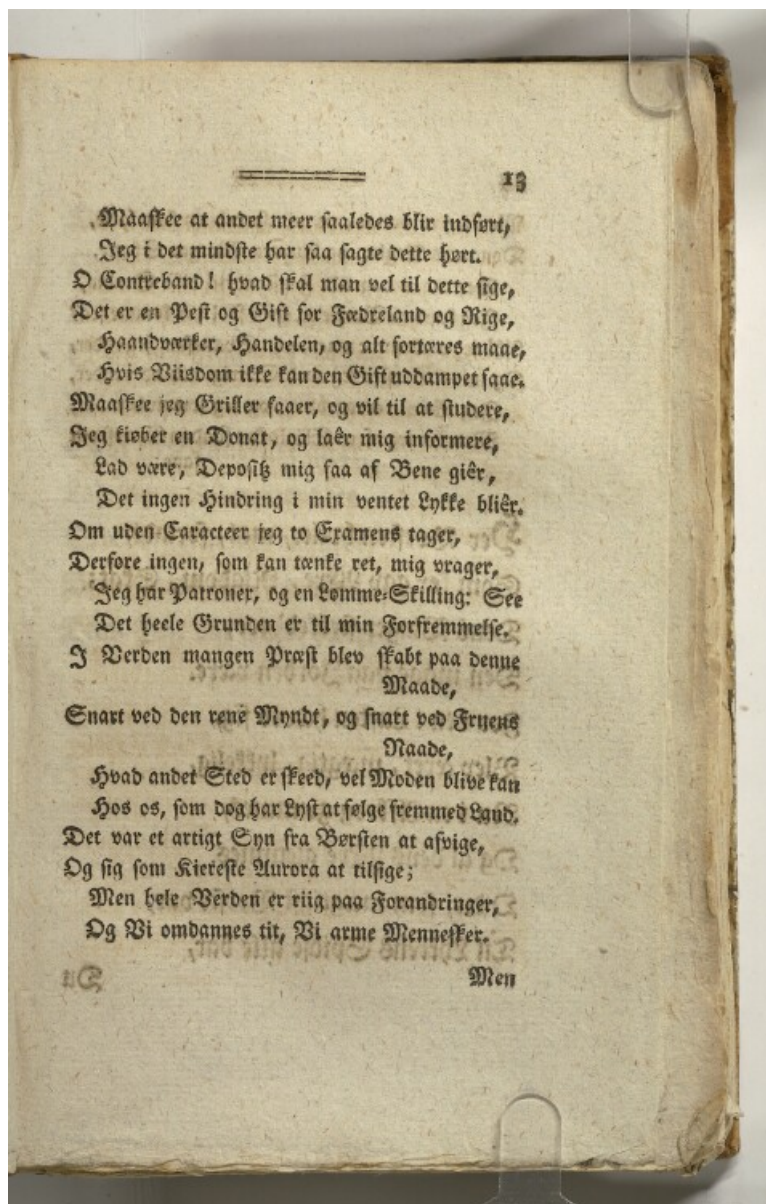 13
Maaskee at andet meer saaledes blir indført,
Jeg i det mindste har saa sagte dette hørt.
O Contreband! hvad skal man vel til dette sige,
Det er en Pest og Gift for Fædreland og Rige,
Haandværker, Handelen, og alt fortæres maae,
Hvis Viisdom ikke kan den Gift uddampet faae.
Maaskee jeg Griller faaer, og vil til at studere,
Jeg kiøber en Donat, og laêr mig informere,
Lad være, Depositz mig saa af Bene giêr,
Det ingen Hindring i min ventet Lykke bliêr.
Om uden Caracteer jeg to Examens tager,
Derfore ingen, som kan tænke ret, mig vrager,
Jeg har Patroner, og en Lomme-Skilling: See
Det heele Grunden er til min Forfremmelse.
I Verden mangen Præst blev skabt paa denne
Maade,
Snart ved den rene Myndt, og snart ved Fruens
Naade,
Hvad andet Sted er skeed, vel Moden blive kan
Hos os, som dog har Lyst at følge fremmed Land.
Det var et artigt Syn fra Børsten at afvige,
Og sig som Kiereste Aurora at tilsige;
Men hele Verden er riig paa Forandringer,
Og Vi omdannes tit, Vi arme Mennesker.
Men